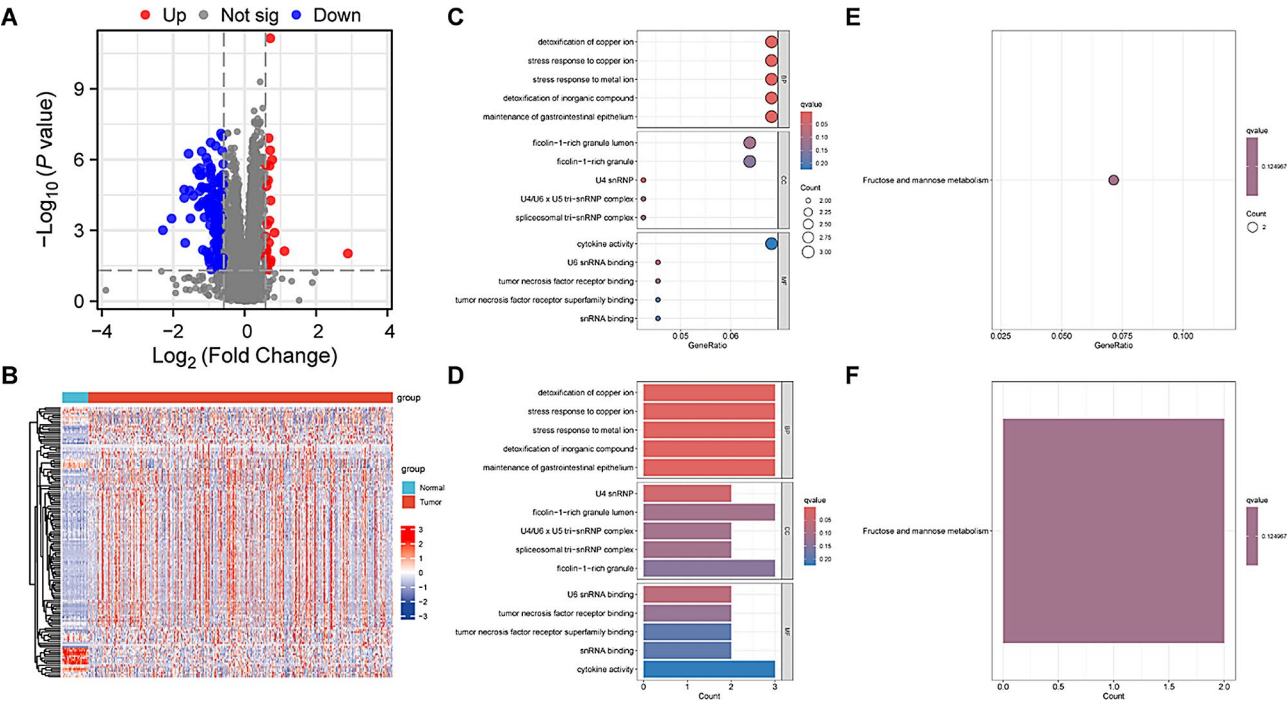 A
Up
Not sig
Down
−Log10 (P value)
9
6
3
0
−4
−2
0
2
4
Log2 (Fold Change)
B
group
group
Normal
Tumor
3
2
1
0
−1
−2
−3
C
detoxification of copper ion
stress response to copper ion
stress response to metal ion
detoxification of inorganic compound
maintenance of gastrointestinal epithelium
BP
ficolin−1−rich granule lumen
ficolin−1−rich granule
U4 snRNP
U4/U6 x U5 tri−snRNP complex
spliceosomal tri−snRNP complex
CC
cytokine activity
U6 snRNA binding
tumor necrosis factor receptor binding
tumor necrosis factor receptor superfamily binding
snRNA binding
MF
0.05
0.06
GeneRatio
qvalue
0.05
0.10
0.15
0.20
Count
2.00
2.25
2.50
2.75
3.00
D
detoxification of copper ion
stress response to copper ion
stress response to metal ion
detoxification of inorganic compound
maintenance of gastrointestinal epithelium
BP
U4 snRNP
ficolin−1−rich granule lumen
U4/U6 x U5 tri−snRNP complex
spliceosomal tri−snRNP complex
ficolin−1−rich granule
CC
U6 snRNA binding
tumor necrosis factor receptor binding
tumor necrosis factor receptor superfamily binding
snRNA binding
cytokine activity
MF
0
1
2
3
Count
qvalue
0.05
0.10
0.15
0.20
E
Fructose and mannose metabolism
0.025
0.050
0.075
0.100
GeneRatio
qvalue
0.124967
Count
2
F
Fructose and mannose metabolism
0.0
0.5
1.0
1.5
2.0
Count
qvalue
0.124967